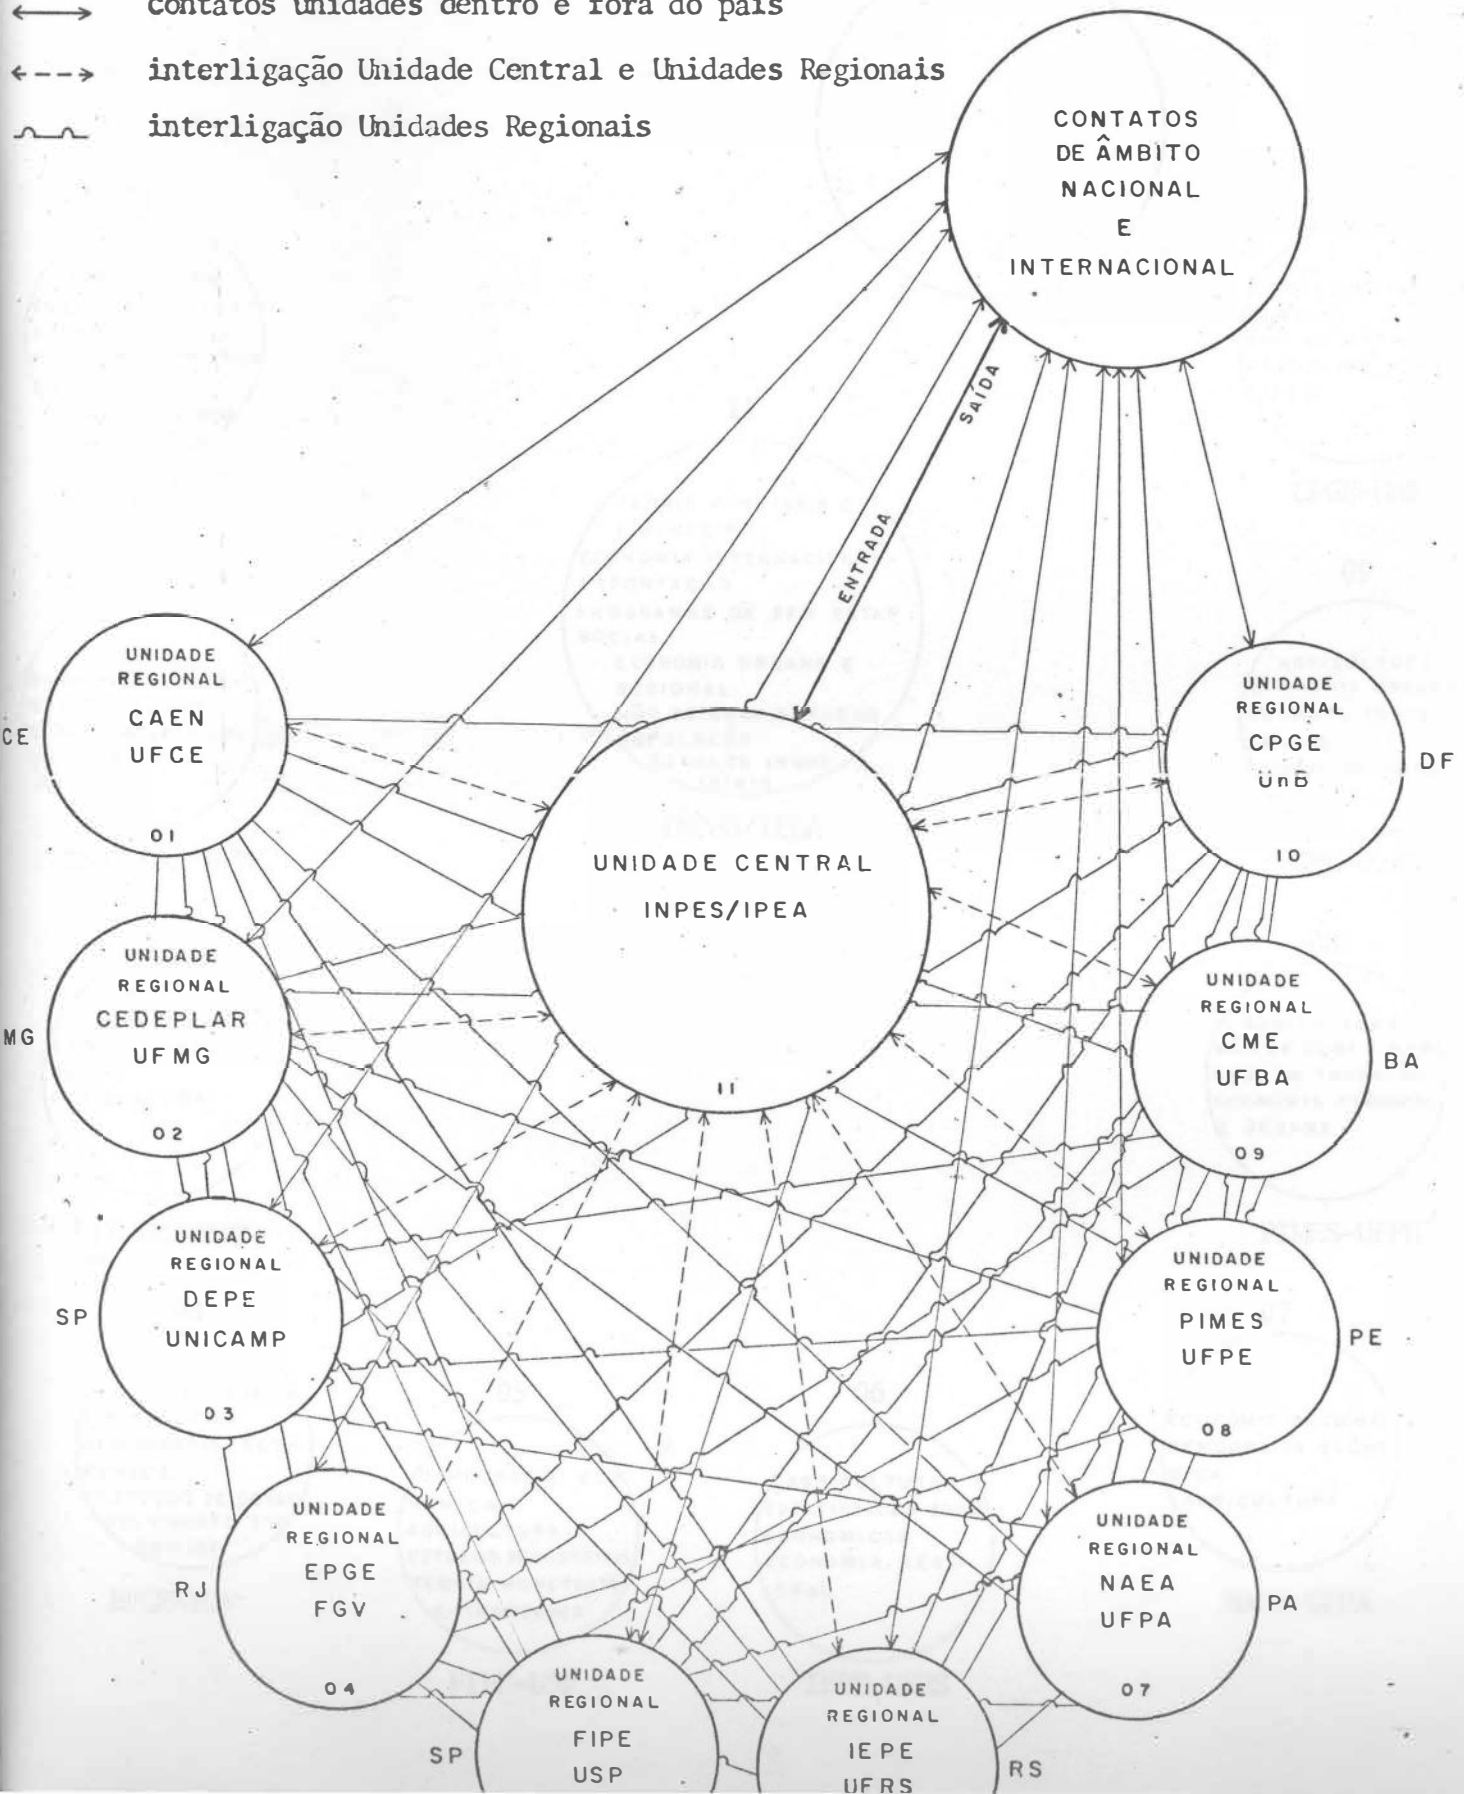 contatos unidades dentro e fora do país
interligação Unidade Central e Unidades Regionais
interligação Unidades Regionais
CONTATOS
DE ÂMBITO
NACIONAL
E
INTERNACIONAL
SAÍDA
ENTRADA
CE
UNIDADE
REGIONAL
CAEN
UFCE
01
MG
UNIDADE
REGIONAL
CEDEPLAR
UFMG
02
SP
UNIDADE
REGIONAL
DEPE
UNICAMP
03
RJ
UNIDADE
REGIONAL
EPGE
FGV
04
SP
UNIDADE
REGIONAL
FIPE
USP
UNIDADE
REGIONAL
IEPE
UFRS
RS
UNIDADE
REGIONAL
NAEA
UFPA
07
PA
UNIDADE
REGIONAL
PIMES
UFPE
08
PE
UNIDADE
REGIONAL
CME
UFBA
09
BA
UNIDADE
REGIONAL
CPGE
UnB
10
DF
UNIDADE CENTRAL
INPES/IPEA
11